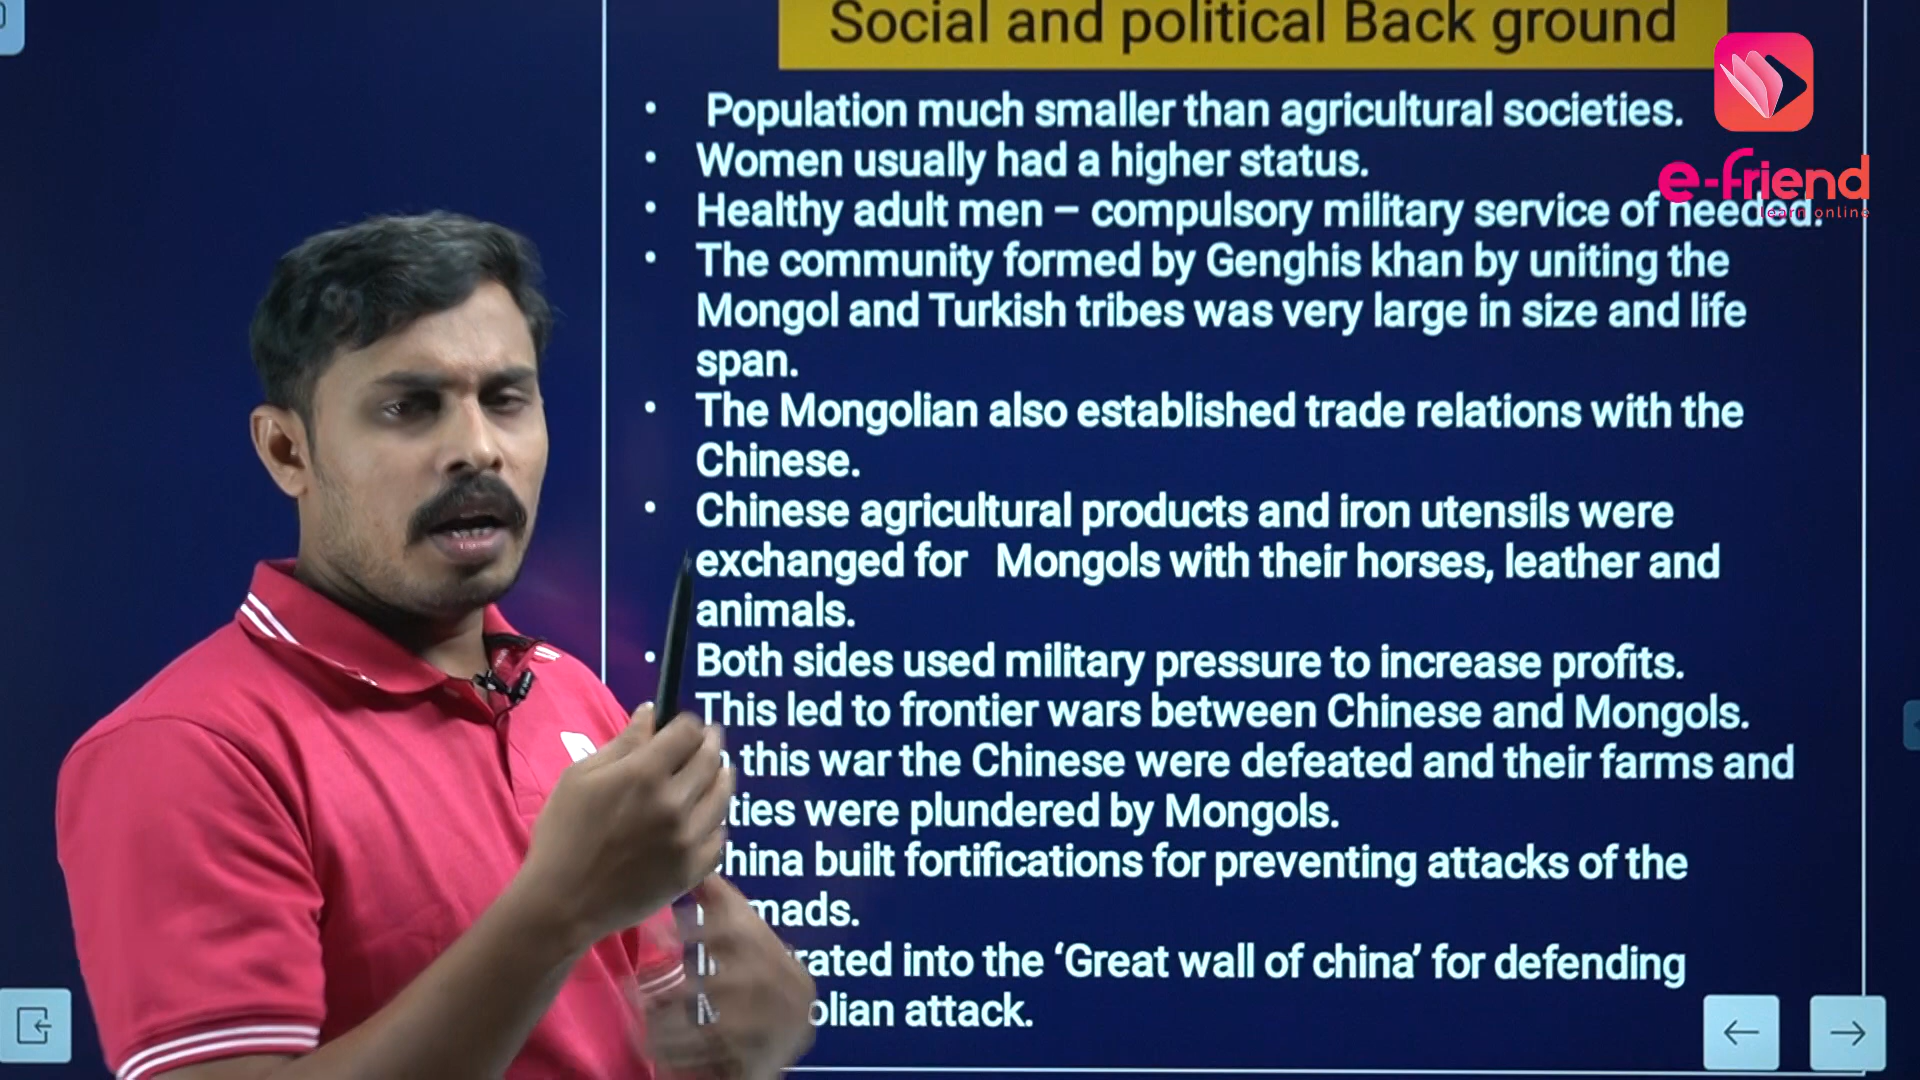 Social and political Back ground
• Population much smaller than agricultural societies.
• Women usually had a higher status.
• Healthy adult men – compulsory military service of needed.
• The community formed by Genghis khan by uniting the
Mongol and Turkish tribes was very large in size and life
span.
• The Mongolian also established trade relations with the
Chinese.
• Chinese agricultural products and iron utensils were
exchanged for Mongols with their horses, leather and
animals.
• Both sides used military pressure to increase profits.
This led to frontier wars between Chinese and Mongols.
this war the Chinese were defeated and their farms and
were plundered by Mongols.
built fortifications for preventing attacks of the
into the ‘Great wall of china’ for defending
attack.
e-friend
learn online